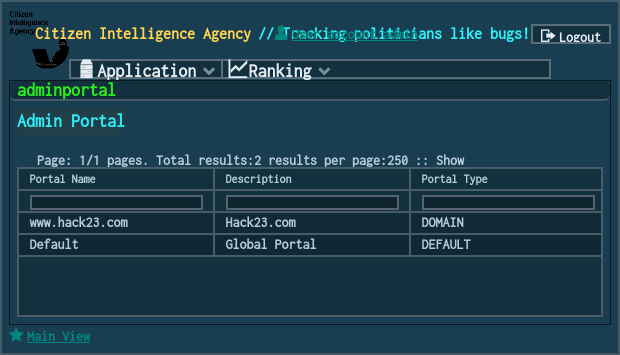 Citizen
Intelligence
Agency
Citizen Intelligence Agency // Tracking politicians like bugs!
Logout
Application
Ranking
adminportal
Admin Portal
Page: 1/1 pages. Total results:2 results per page:250 :: Show
Portal Name Description Portal Type
www.hack23.com Hack23.com DOMAIN
Default Global Portal DEFAULT
Main View